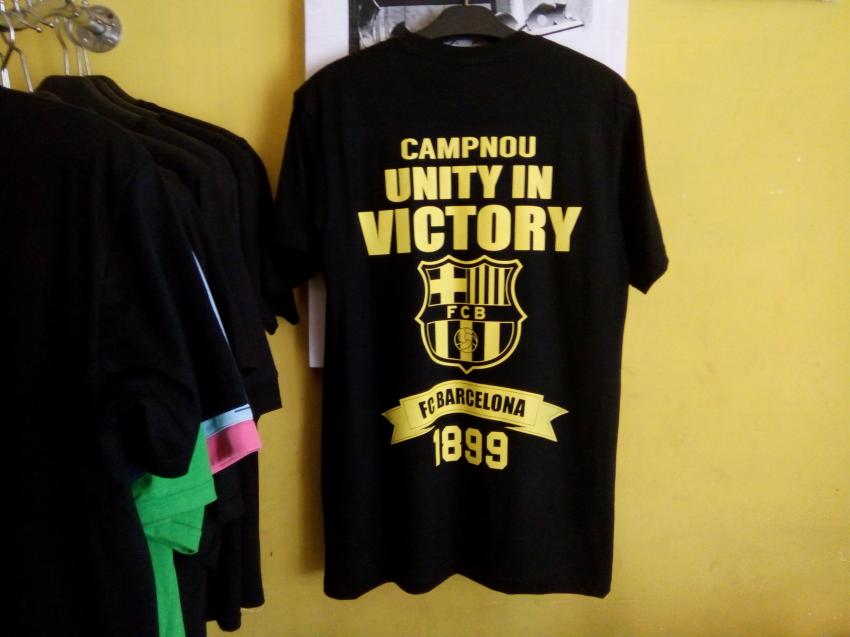 CAMPNOU
UNITY IN
VICTORY
FCB
FC BARCELONA
1899